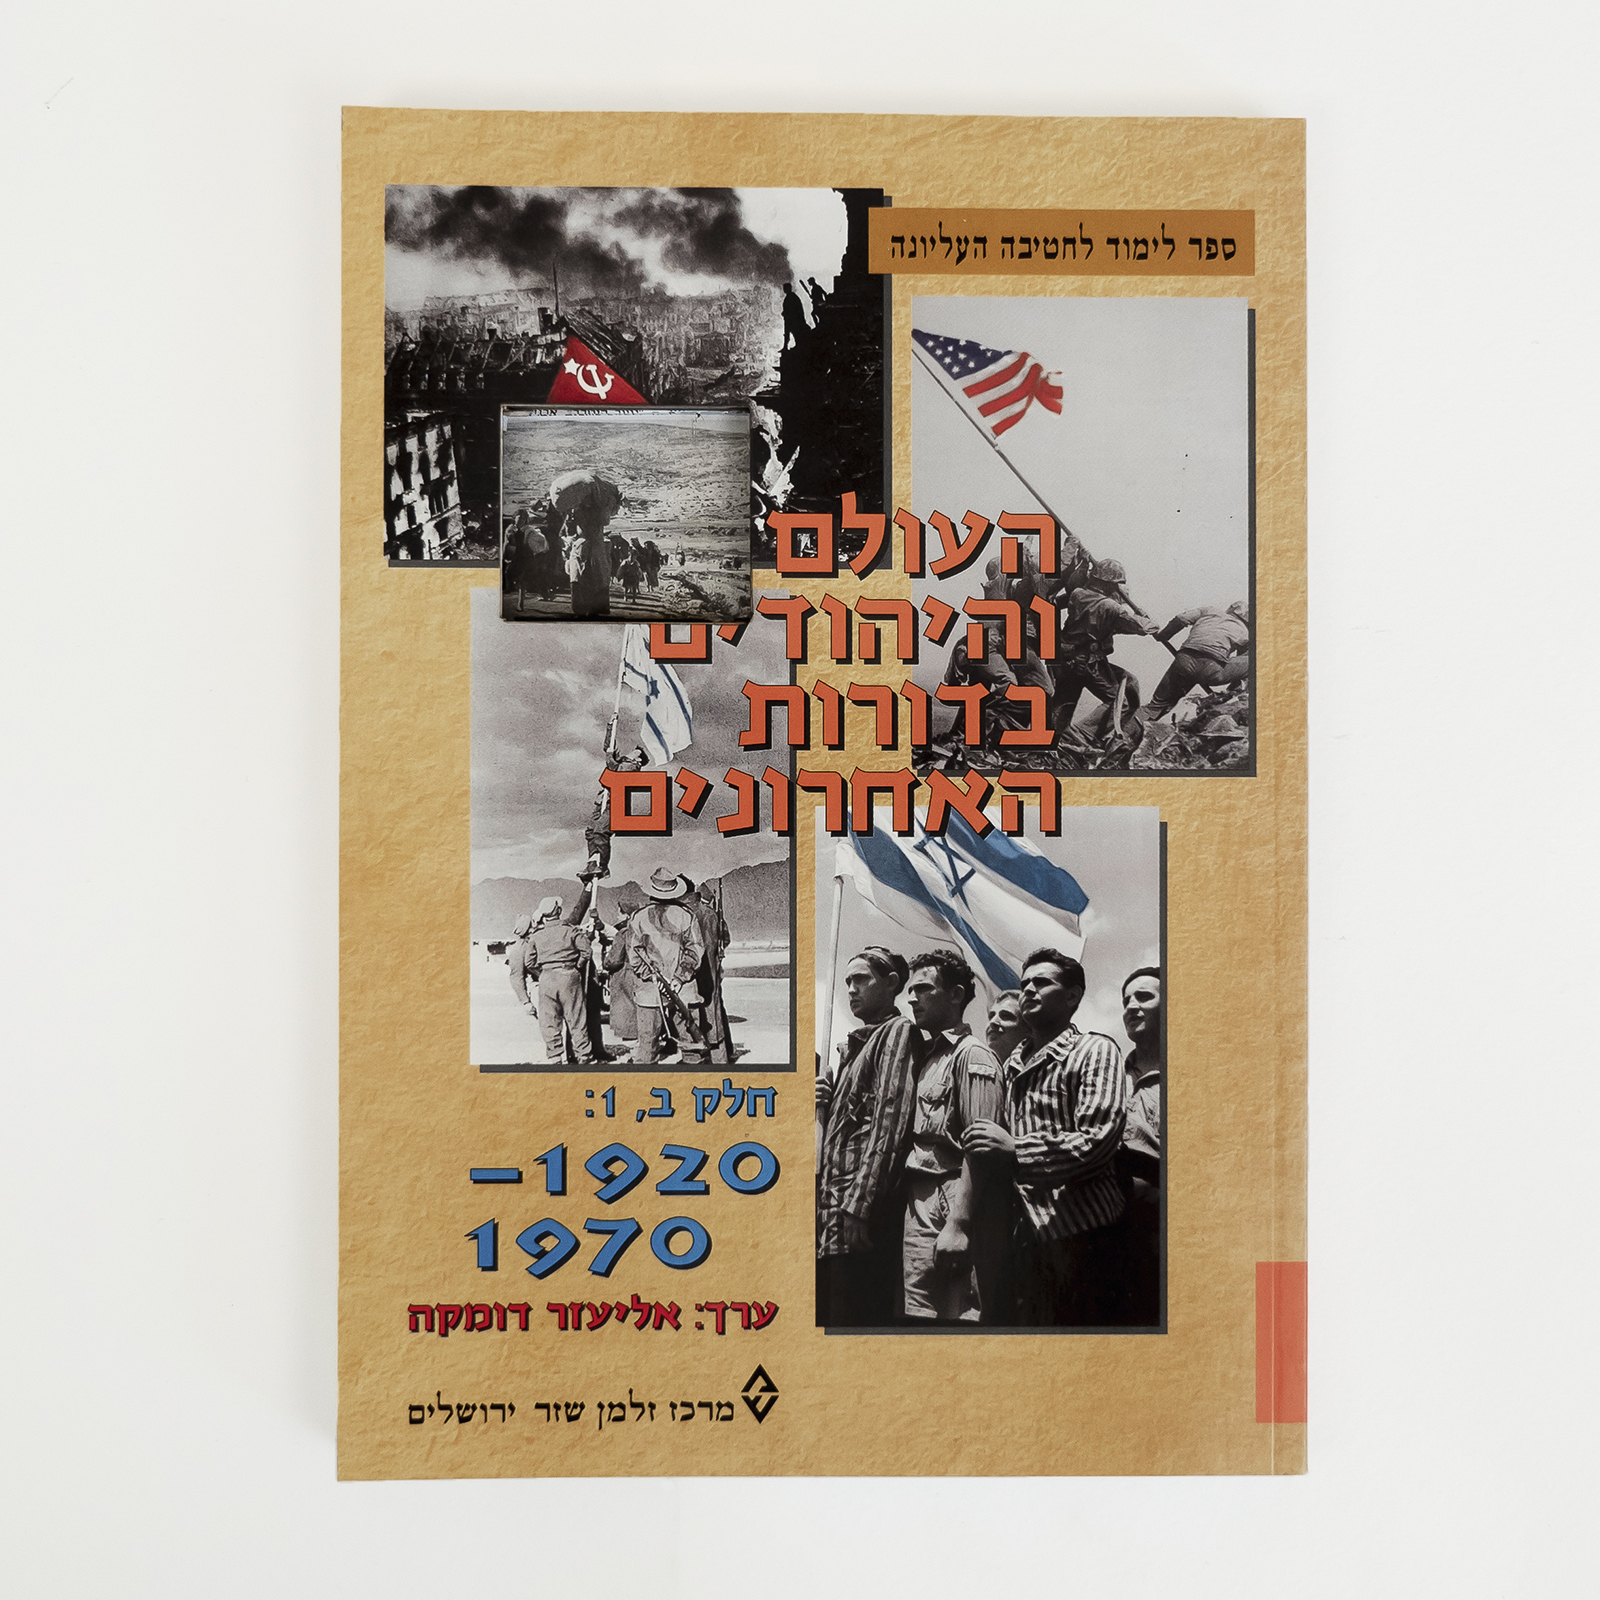 ספר לימוד לחטיבה העליונה
העולם
והיהודים
בדורות
האחרונים
חלק ב, 1:
1920–
1970
ערך: אליעזר דומקה
מרכז זלמן שזר ירושלים